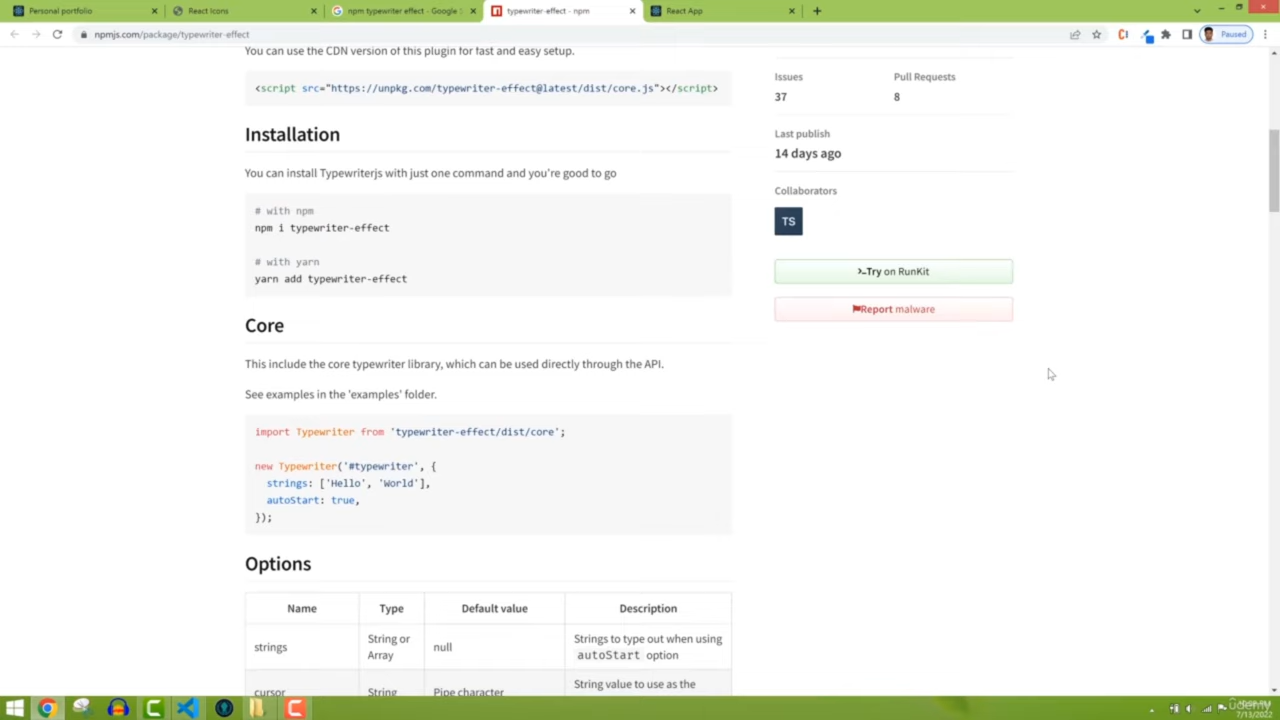 Personal portfolio
React Icons
npm typewriter effect - Google S
typewriter-effect - npm
React App
npmjs.com/package/typewriter-effect
Paused
You can use the CDN version of this plugin for fast and easy setup.
<script src="https://unpkg.com/typewriter-effect@latest/dist/core.js"></script>
Installation
You can install Typewriterjs with just one command and you're good to go
# with npm
npm i typewriter-effect
# with yarn
yarn add typewriter-effect
Core
This include the core typewriter library, which can be used directly through the API.
See examples in the 'examples' folder.
import Typewriter from 'typewriter-effect/dist/core';
new Typewriter('#typewriter', {
strings: ['Hello', 'World'],
autoStart: true,
});
Options
Name Type Default value Description
strings String or Array null Strings to type out when using autoStart option
cursor String Pipe character String value to use as the
Issues
37
Pull Requests
8
Last publish
14 days ago
Collaborators
TS
Try on RunKit
Report malware
udemy
7/13/2022